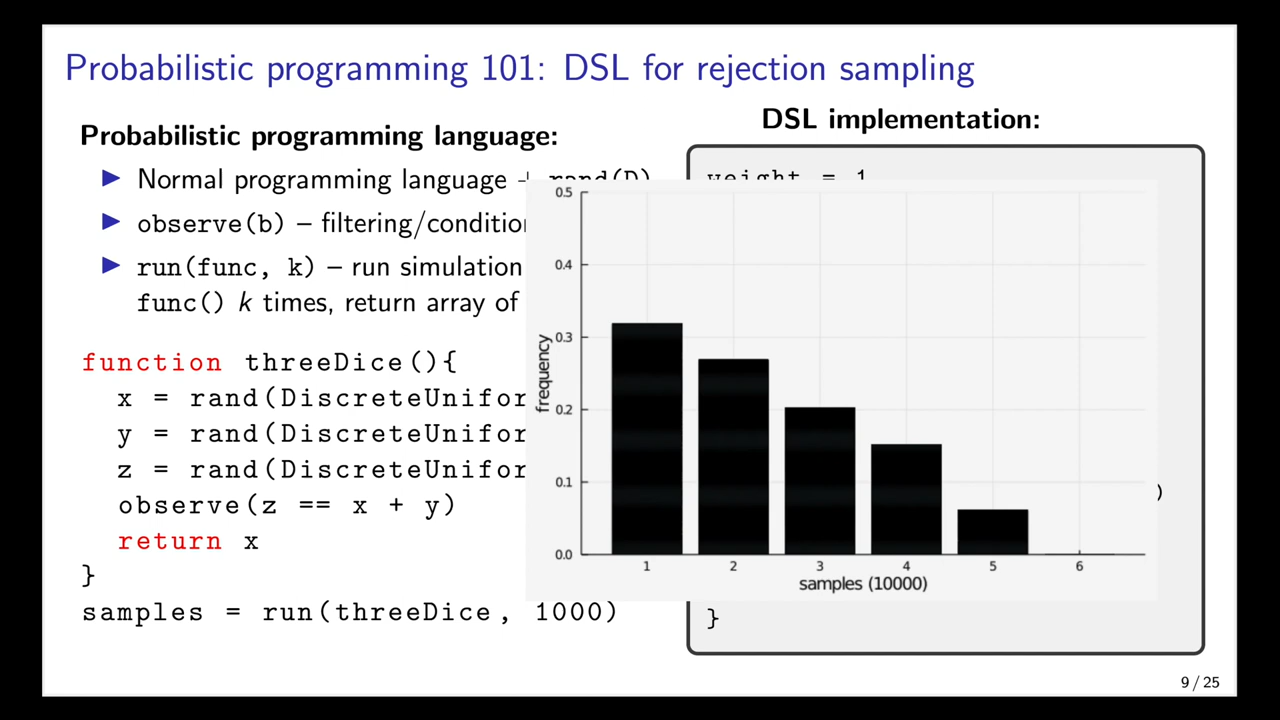 Probabilistic programming 101: DSL for rejection sampling
Probabilistic programming language:
▶ Normal programming language + rand(D)
▶ observe(b) – filtering/condition
▶ run(func, k) – run simulation
func() k times, return array of
function threeDice(){
x = rand(DiscreteUnifor
y = rand(DiscreteUnifor
z = rand(DiscreteUnifor
observe(z == x + y)
return x
}
samples = run(threeDice, 1000)
DSL implementation:
weight = 1
)
}
frequency
0.5
0.4
0.3
0.2
0.1
0.0
1 2 3 4 5 6
samples (10000)
9 / 25